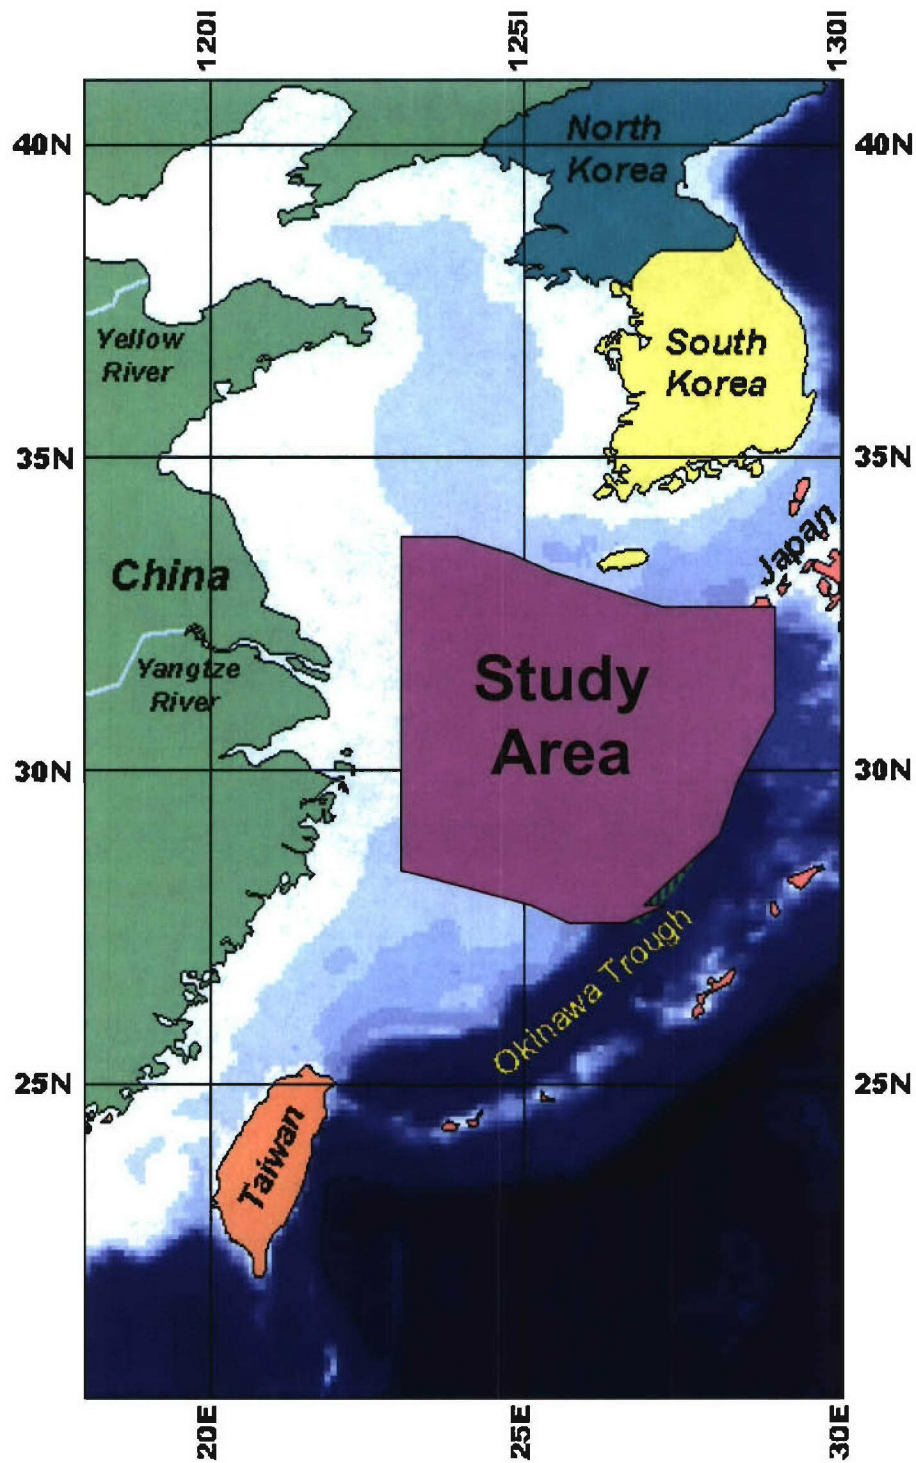 120I 125I 130I
40N 40N
North
Korea
Yellow
River
South
Korea
35N 35N
Japan
China
Yangtze
River
Study
Area
30N 30N
Okinawa Trough
25N 25N
Taiwan
20E 25E 30E